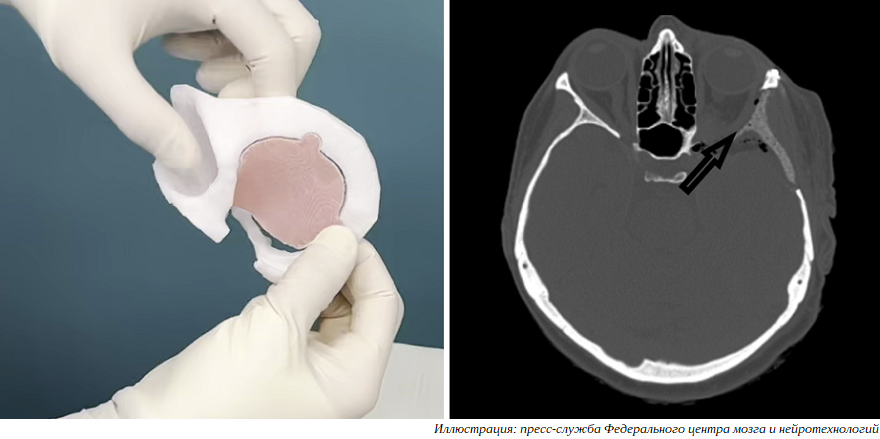 Иллюстрация: пресс-служба Федерального центра мозга и нейротехнологий